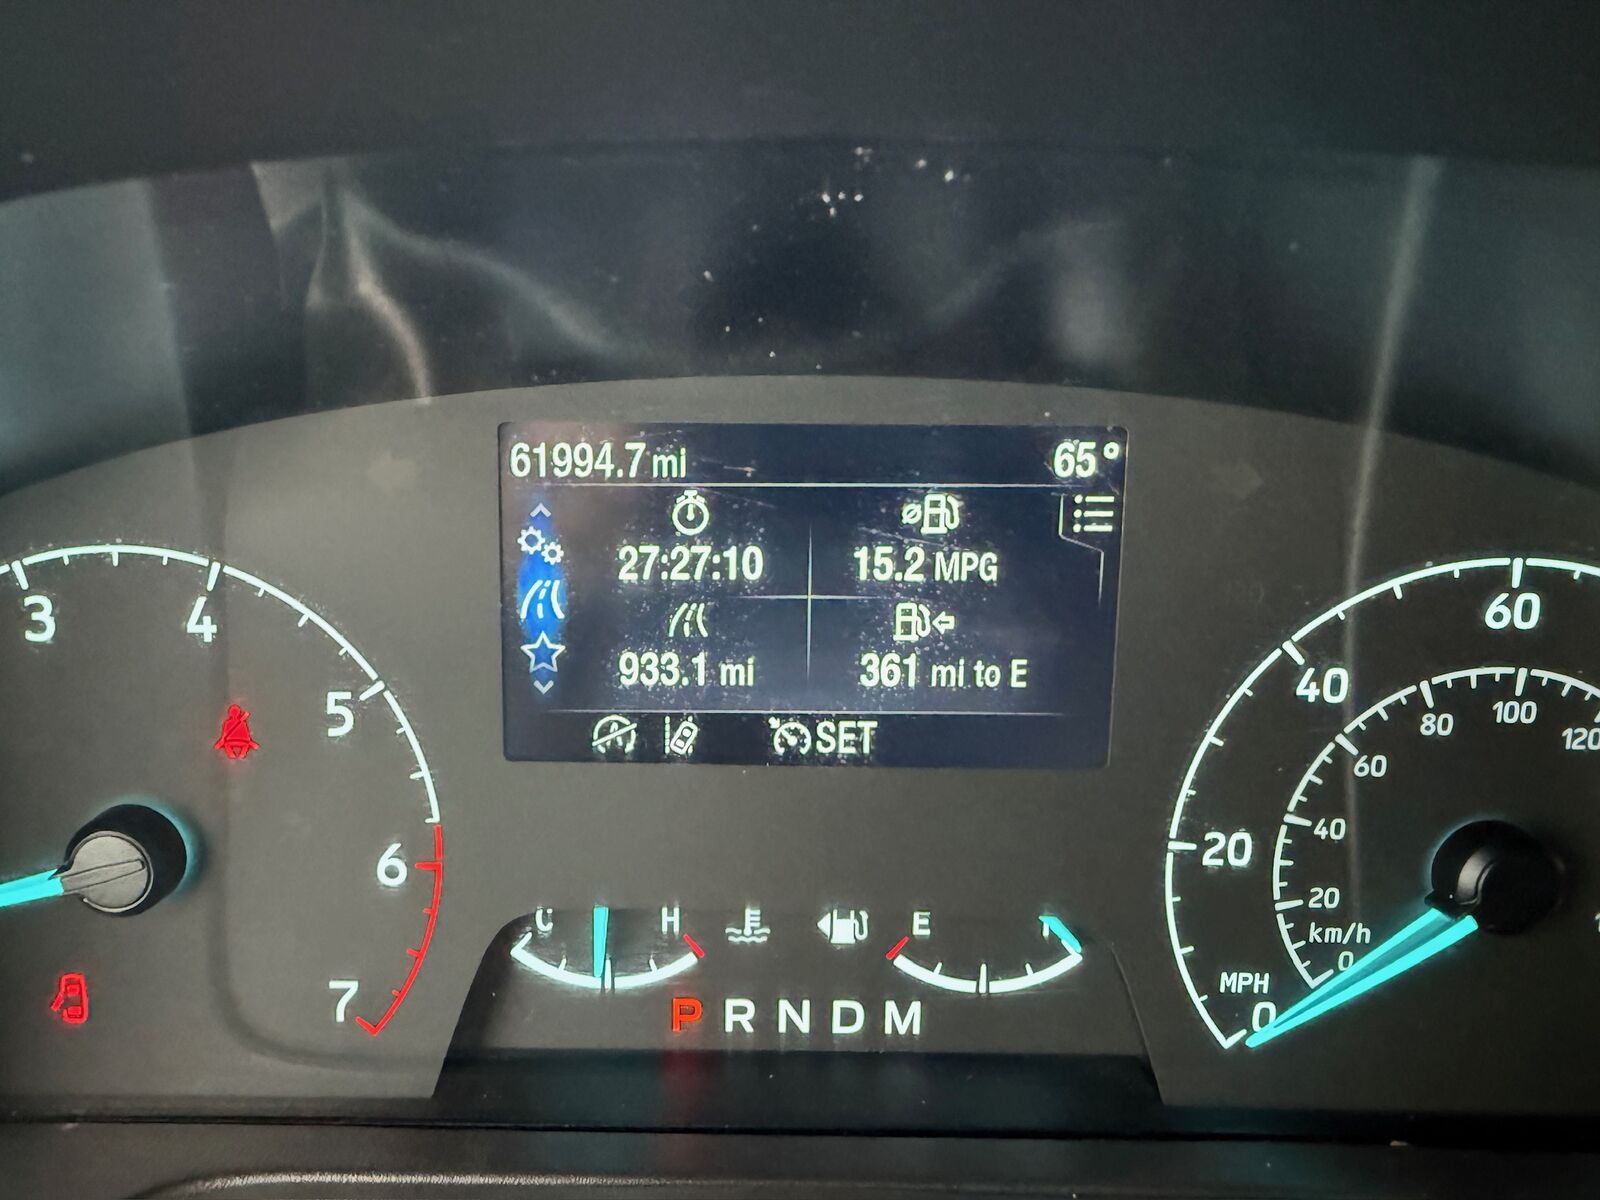 61994.7 mi 65°
27:27:10 15.2 MPG
933.1 mi 361 mi to E
SET
3 4 5 6 7
C H E
P R N D M
0 20 40 60
MPH
0 20 40 60 80 100 120
km/h